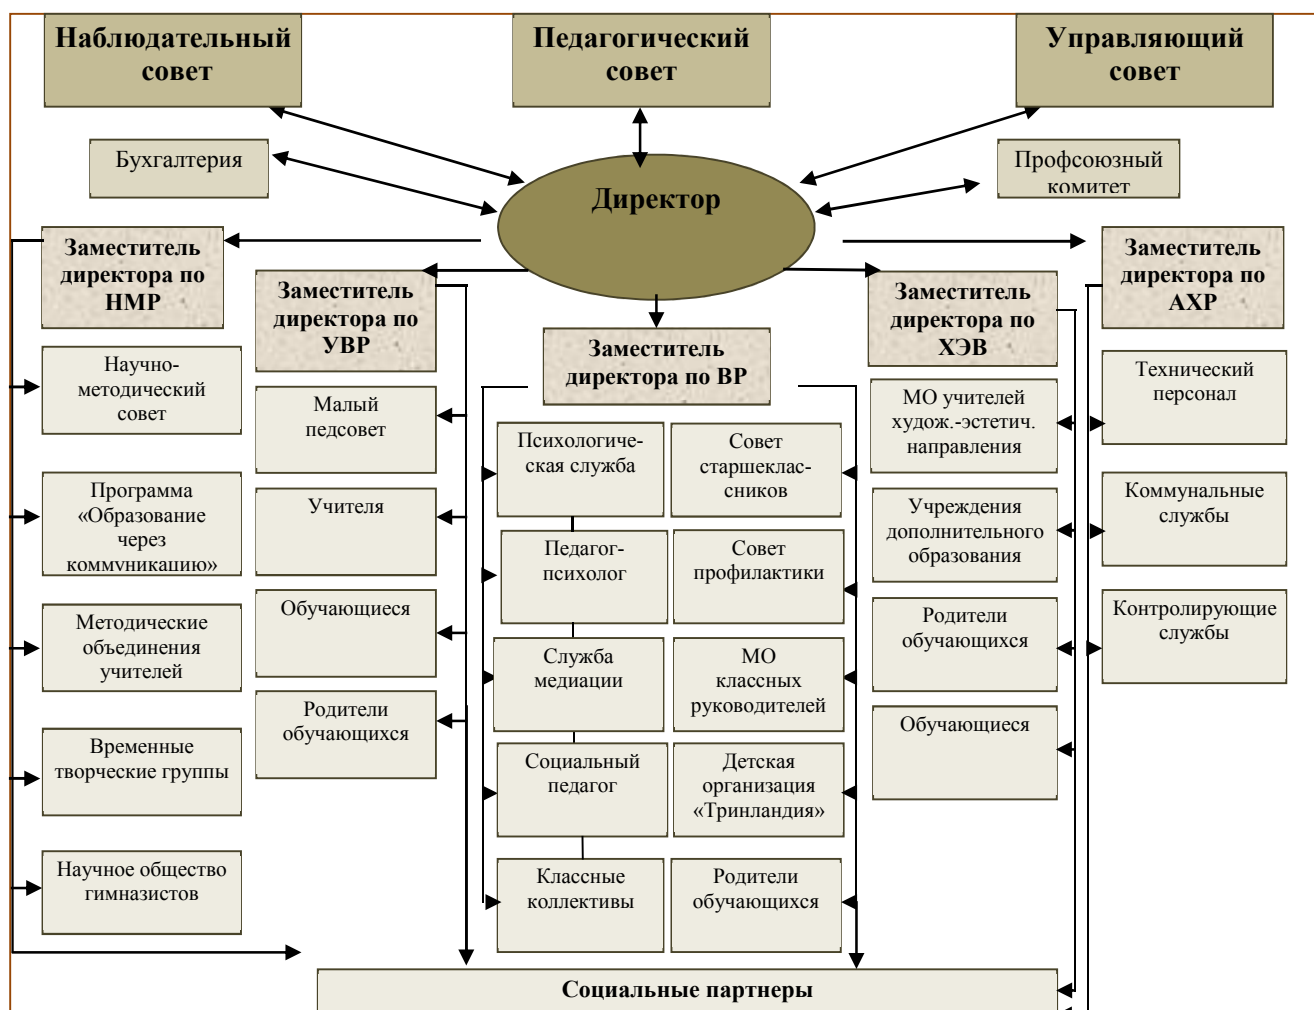 Наблюдательный
совет
Педагогический
совет
Управляющий
совет
Бухгалтерия
Директор
Профсоюзный
комитет
Заместитель
директора по
НМР
Заместитель
директора по
УВР
Заместитель
директора по ВР
Заместитель
директора по
ХЭВ
Заместитель
директора по
АХР
Научно-
методический
совет
Программа
«Образование
через
коммуникацию»
Методические
объединения
учителей
Временные
творческие группы
Научное общество
гимназистов
Малый
педсовет
Учителя
Обучающиеся
Родители
обучающихся
Психологиче-
ская служба
Педагог-
психолог
Служба
медиации
Социальный
педагог
Классные
коллективы
Совет
старшеклас-
сников
Совет
профилактики
МО
классных
руководителей
Детская
организация
«Тринландия»
Родители
обучающихся
МО учителей
худож.-эстетич.
направления
Учреждения
дополнительного
образования
Родители
обучающихся
Обучающиеся
Технический
персонал
Коммунальные
службы
Контролирующие
службы
Социальные партнеры